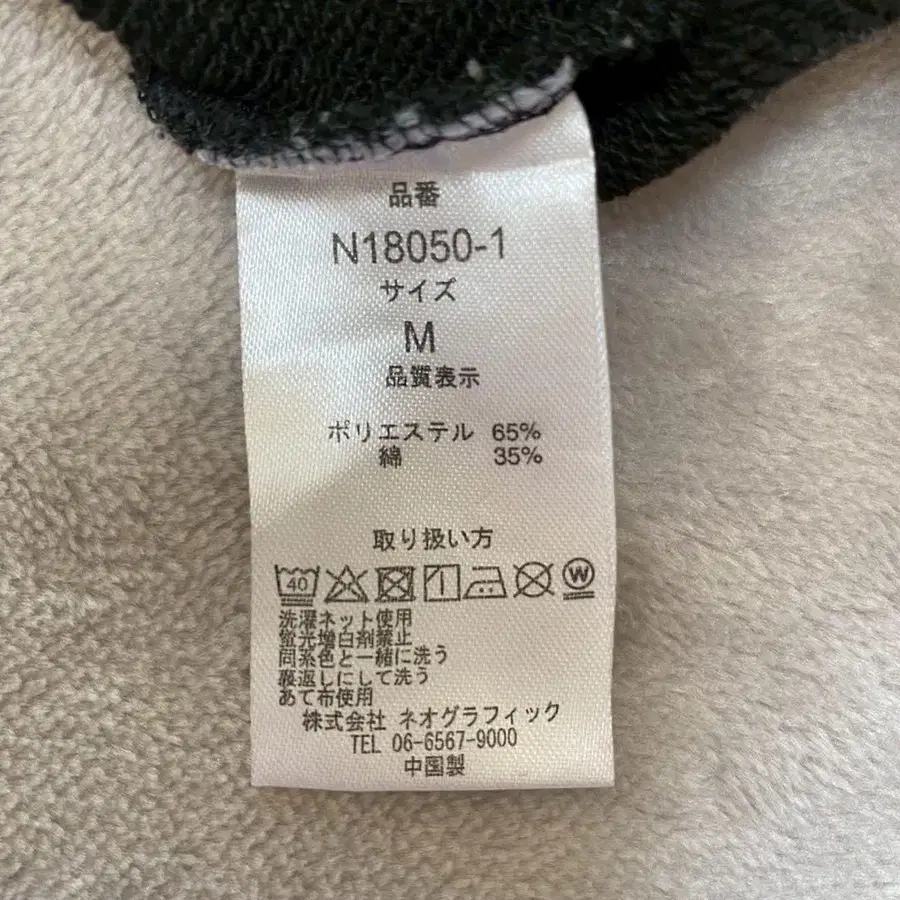 品番
N18050-1
サイズ
M
品質表示
ポリエステル 65%
綿 35%
取り扱い方
40 W
洗濯ネット使用
蛍光増白剤禁止
同系色と一緒に洗う
裏返しにして洗う
あて布使用
株式会社 ネオグラフィック
TEL 06-6567-9000
中国製